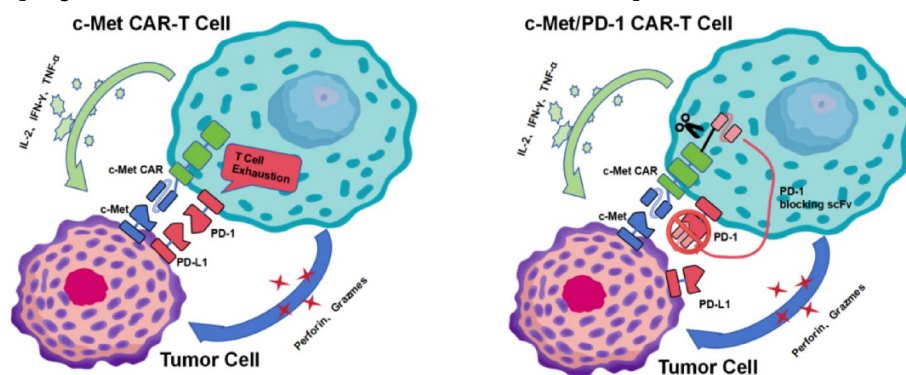 c-Met CAR-T Cell
IL-2、IFN-γ、TNF-α
c-Met CAR
T Cell
Exhaustion
c-Met
PD-1
PD-L1
Perforin、Grazmes
Tumor Cell
c-Met/PD-1 CAR-T Cell
IL-2、IFN-γ、TNF-α
c-Met CAR
PD-1
blocking scFv
c-Met
PD-1
PD-L1
Perforin、Grazmes
Tumor Cell